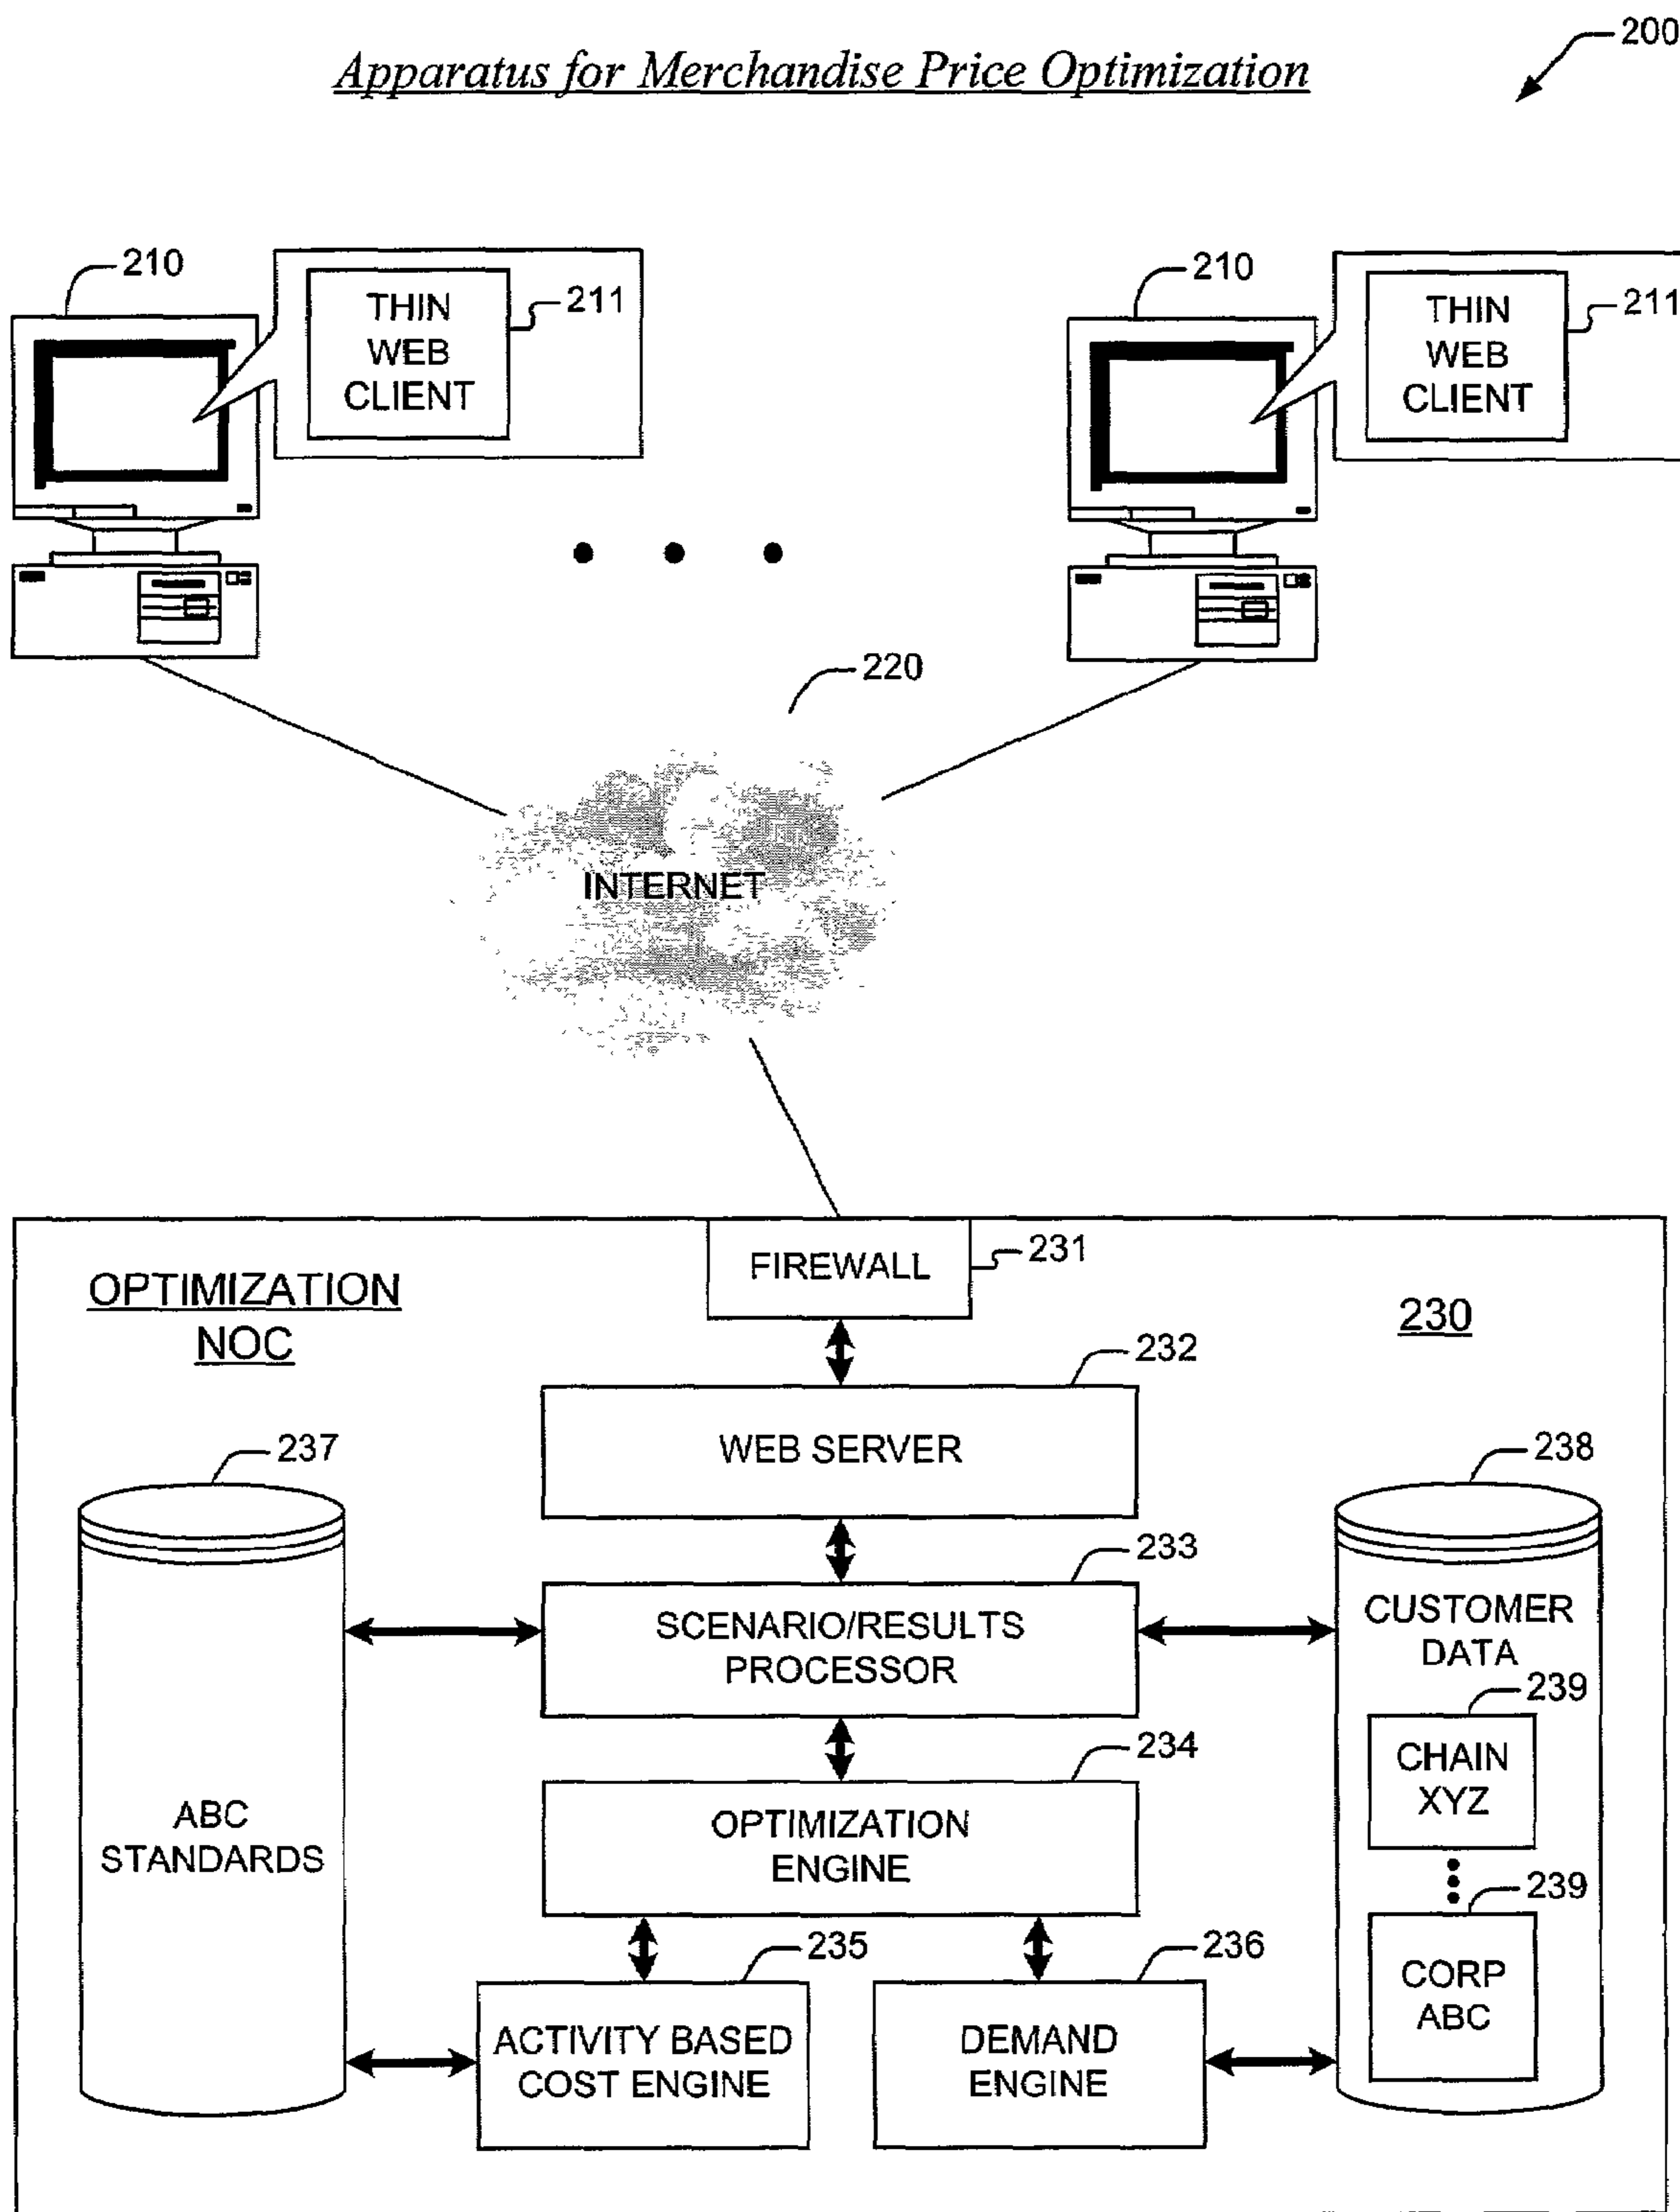 200
Apparatus for Merchandise Price Optimization
210
THIN
WEB
CLIENT
211
210
THIN
WEB
CLIENT
211
220
INTERNET
OPTIMIZATION
NOC
FIREWALL
231
230
232
WEB SERVER
237
238
233
SCENARIO/RESULTS
PROCESSOR
CUSTOMER
DATA
239
CHAIN
XYZ
234
OPTIMIZATION
ENGINE
ABC
STANDARDS
239
CORP
ABC
235
ACTIVITY BASED
COST ENGINE
236
DEMAND
ENGINE